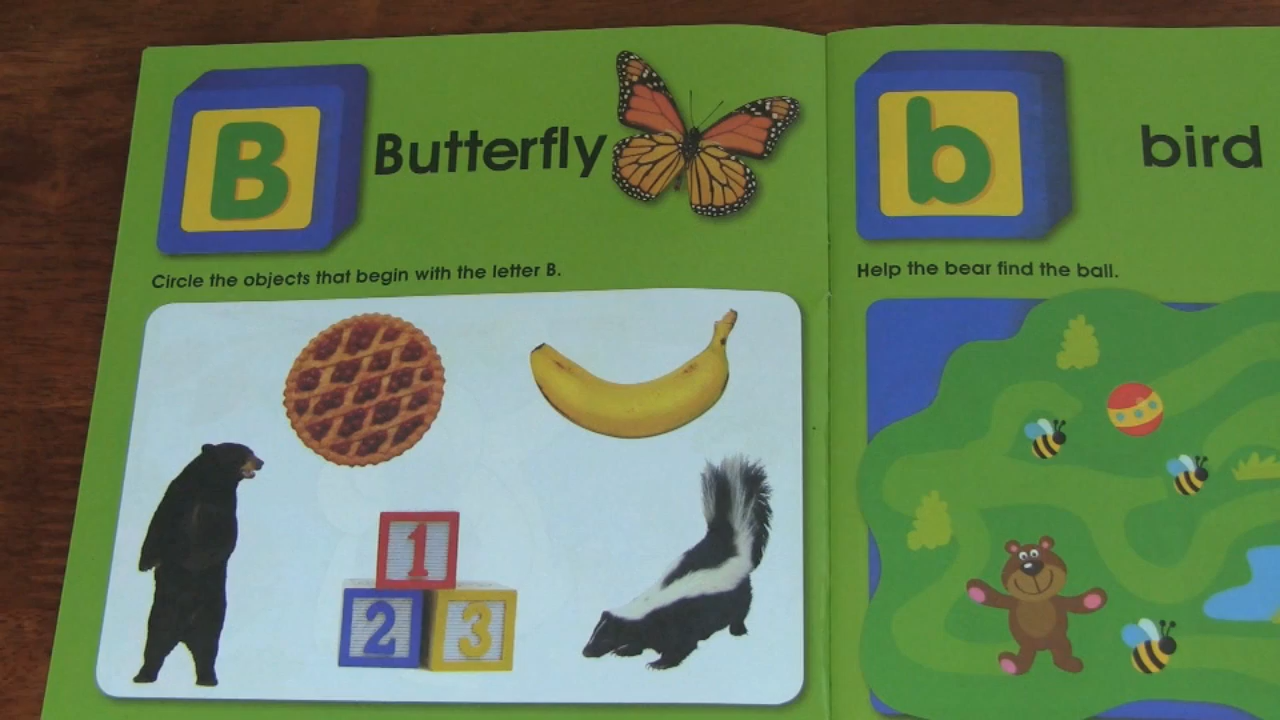 B
Butterfly
Circle the objects that begin with the letter B.
1
2
3
b
bird
Help the bear find the ball.